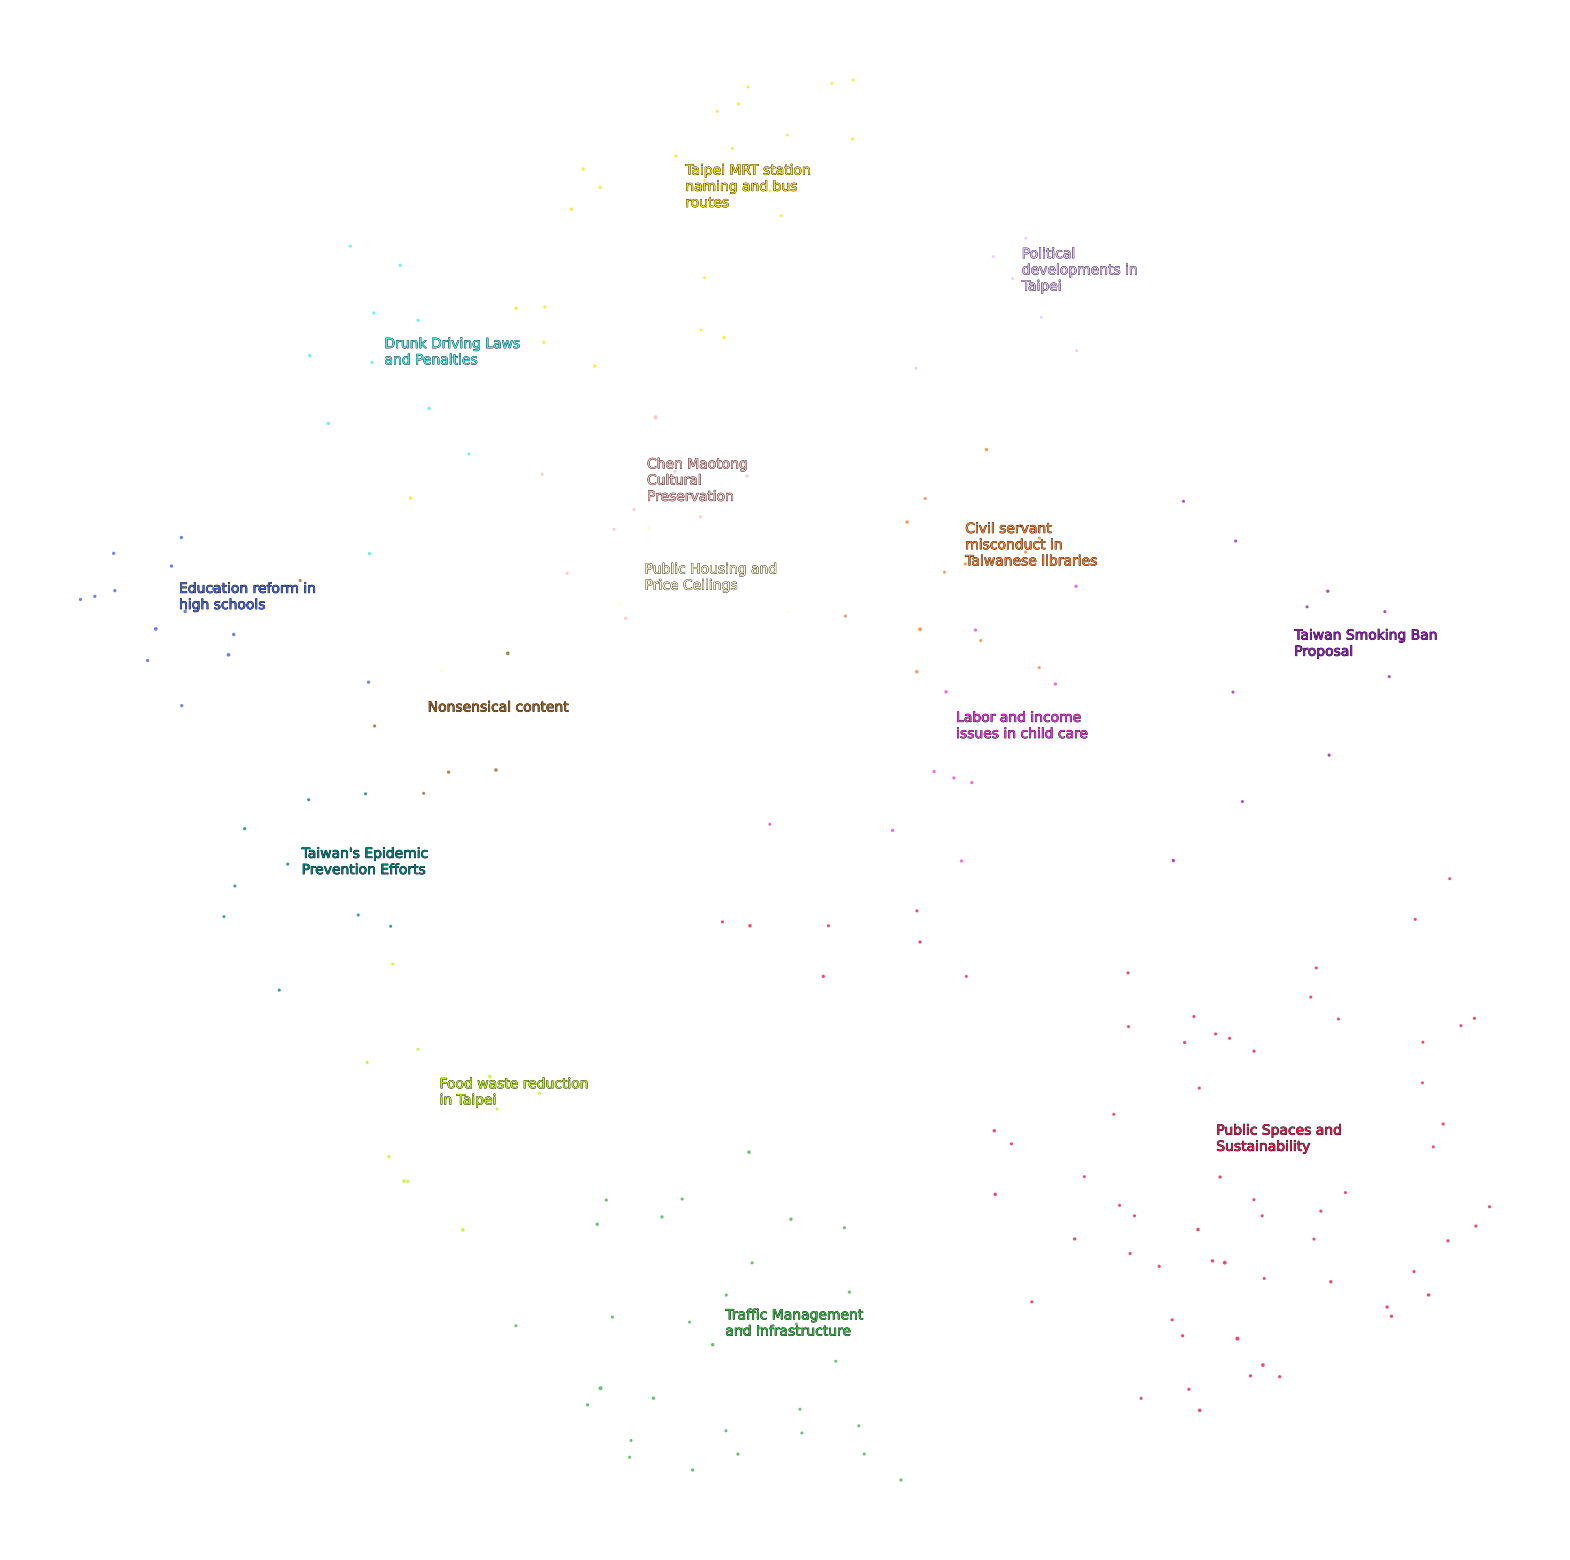 Taipei MRT station
naming and bus
routes
Political
developments in
Taipei
Drunk Driving Laws
and Penalties
Chen Maotong
Cultural
Preservation
Civil servant
misconduct in
Taiwanese libraries
Public Housing and
Price Ceilings
Education reform in
high schools
Taiwan Smoking Ban
Proposal
Nonsensical content
Labor and income
issues in child care
Taiwan's Epidemic
Prevention Efforts
Food waste reduction
in Taipei
Public Spaces and
Sustainability
Traffic Management
and Infrastructure